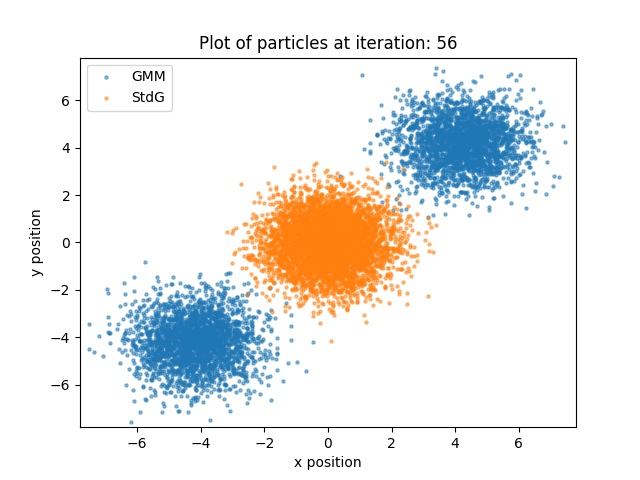 Plot of particles at iteration: 56
GMM
StdG
6
4
2
0
−2
−4
−6
y position
−6 −4 −2 0 2 4 6
x position